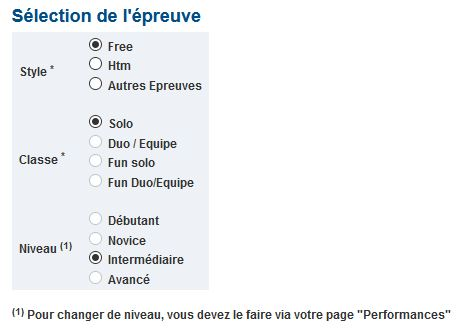 Sélection de l'épreuve
Free
Htm
Style *
Autres Epreuves
Solo
Duo / Equipe
Classe *
Fun solo
Fun Duo/Equipe
Débutant
Novice
Niveau (1)
Intermédiaire
Avancé
(1) Pour changer de niveau, vous devez le faire via votre page "Performances"